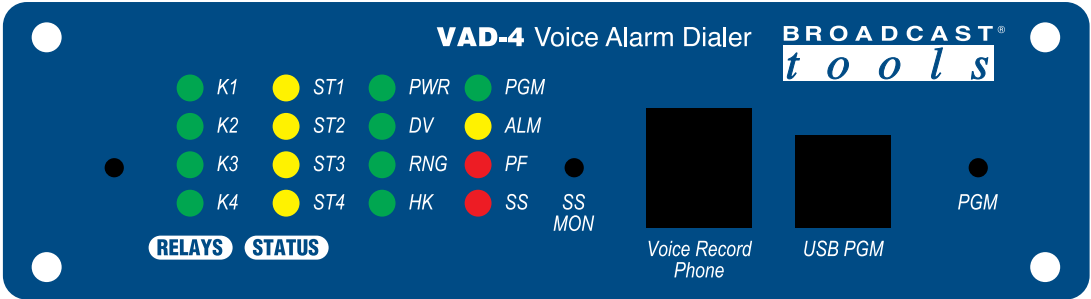 VAD-4 Voice Alarm Dialer
BROADCAST®
tools
K1 ST1 PWR PGM
K2 ST2 DV ALM
K3 ST3 RNG PF
K4 ST4 HK SS
SS
MON
PGM
RELAYS STATUS
Voice Record
Phone
USB PGM